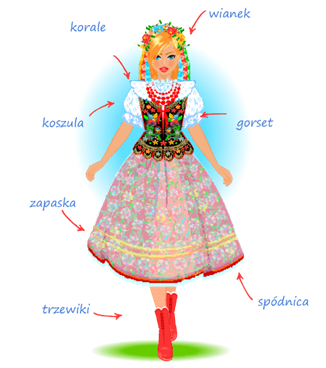 wianek
korale
koszula
gorset
zapaska
spódnica
trzewiki